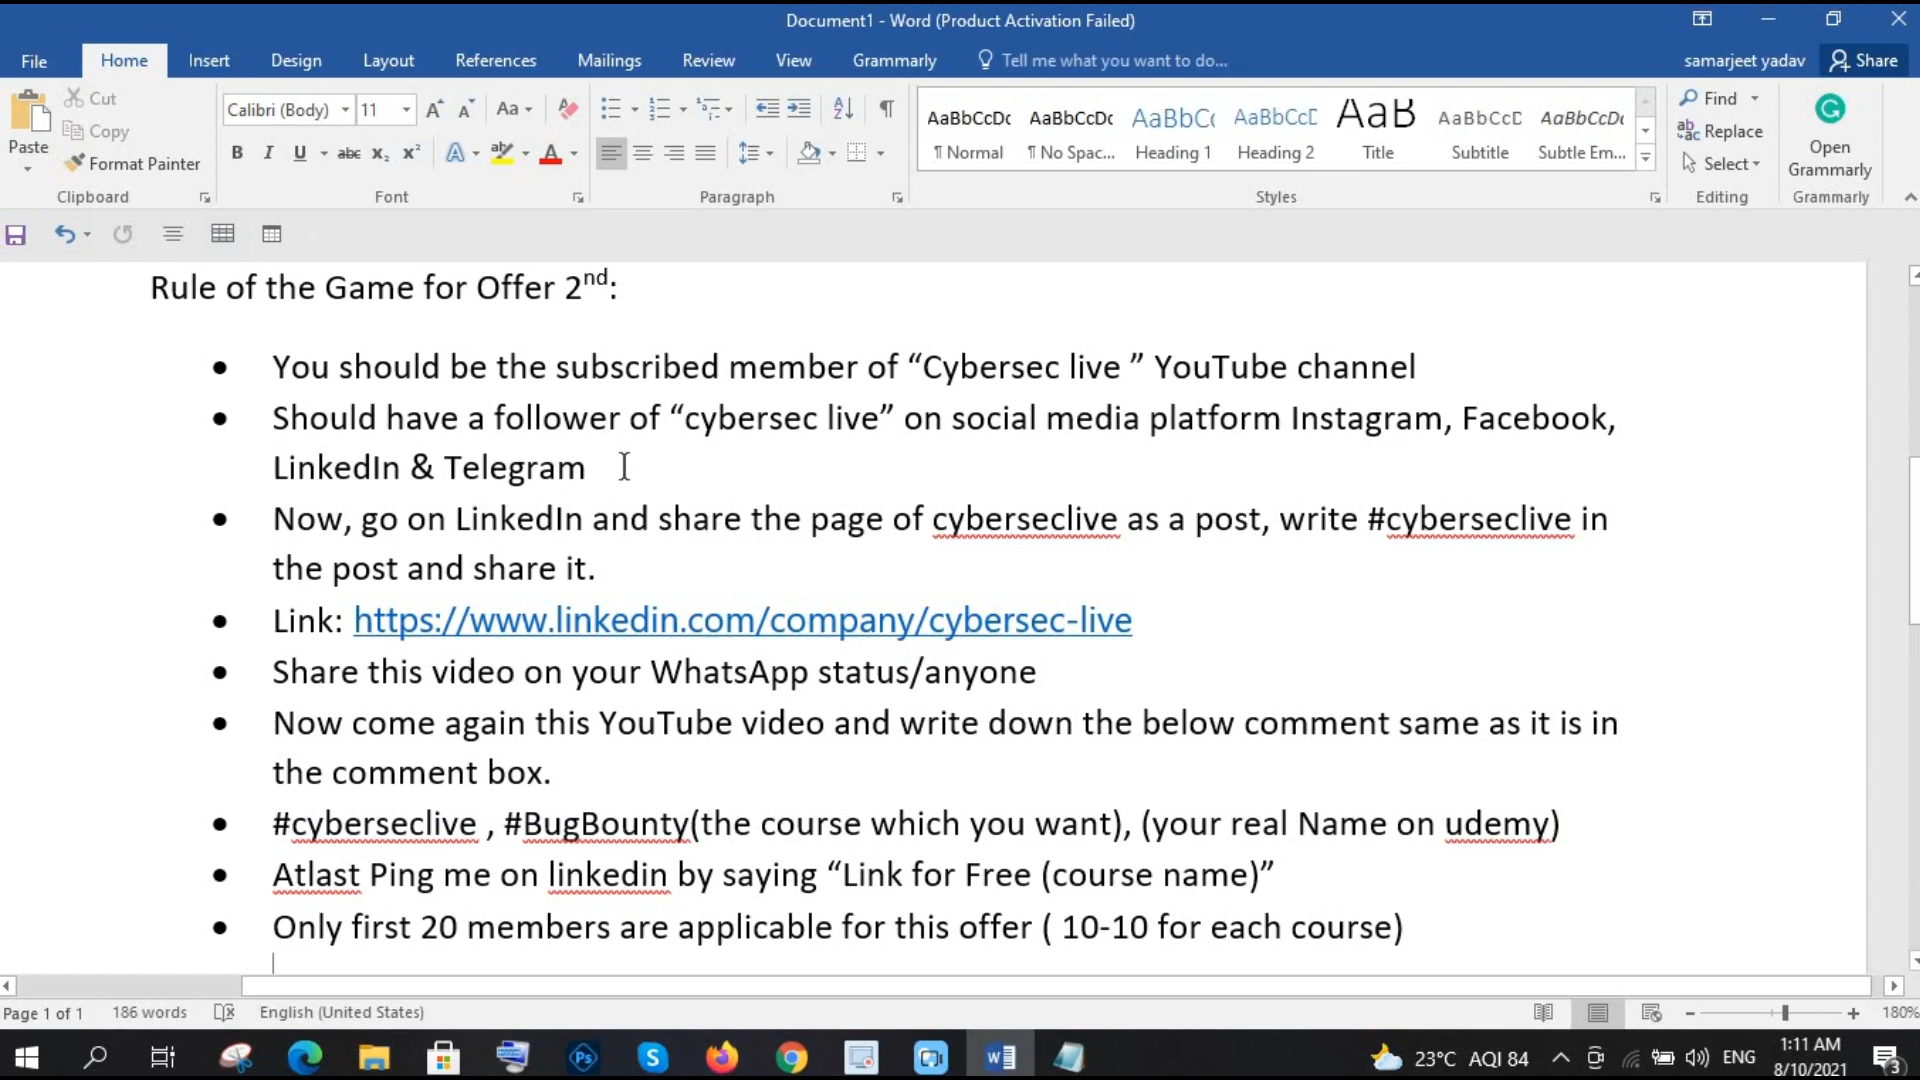 Document1 - Word (Product Activation Failed)
File Home Insert Design Layout References Mailings Review View Grammarly Tell me what you want to do... samarjeet yadav Share
Cut
Copy
Paste
Format Painter
Clipboard
Calibri (Body) 11 Aa
B I U abc X₂ X² A ab A
Font
Paragraph
AaBbCcDc AaBbCcDc AaBbC AaBbCcD AaB AaBbCcD AaBbCcDc
¶ Normal ¶ No Spac... Heading 1 Heading 2 Title Subtitle Subtle Em...
Styles
Find
Replace
Select
Editing
Open
Grammarly
Grammarly
Rule of the Game for Offer 2nd:
• You should be the subscribed member of “Cybersec live ” YouTube channel
• Should have a follower of “cybersec live” on social media platform Instagram, Facebook,
LinkedIn & Telegram
• Now, go on LinkedIn and share the page of cyberseclive as a post, write #cyberseclive in
the post and share it.
• Link: https://www.linkedin.com/company/cybersec-live
• Share this video on your WhatsApp status/anyone
• Now come again this YouTube video and write down the below comment same as it is in
the comment box.
• #cyberseclive , #BugBounty(the course which you want), (your real Name on udemy)
• Atlast Ping me on linkedin by saying “Link for Free (course name)”
• Only first 20 members are applicable for this offer ( 10-10 for each course)
Page 1 of 1 186 words English (United States) 180%
23°C AQI 84 ENG 1:11 AM
8/10/2021 3